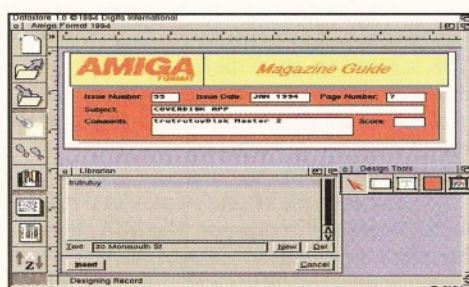 Datastore 1.0 ©1994 Digita International
Amiga Format 1994
AMIGA
FORMAT
Magazine Guide
Issue Number: 55 Issue Date: JAN 1994 Page Number: 7
Subject: COVERDISK APP
Comments: trutrutuyDisk Master 2 Score:
Librarian
Design Tools
trutrutuy
Text: 30 Monmouth St New Del
Insert Cancel
Designing Record